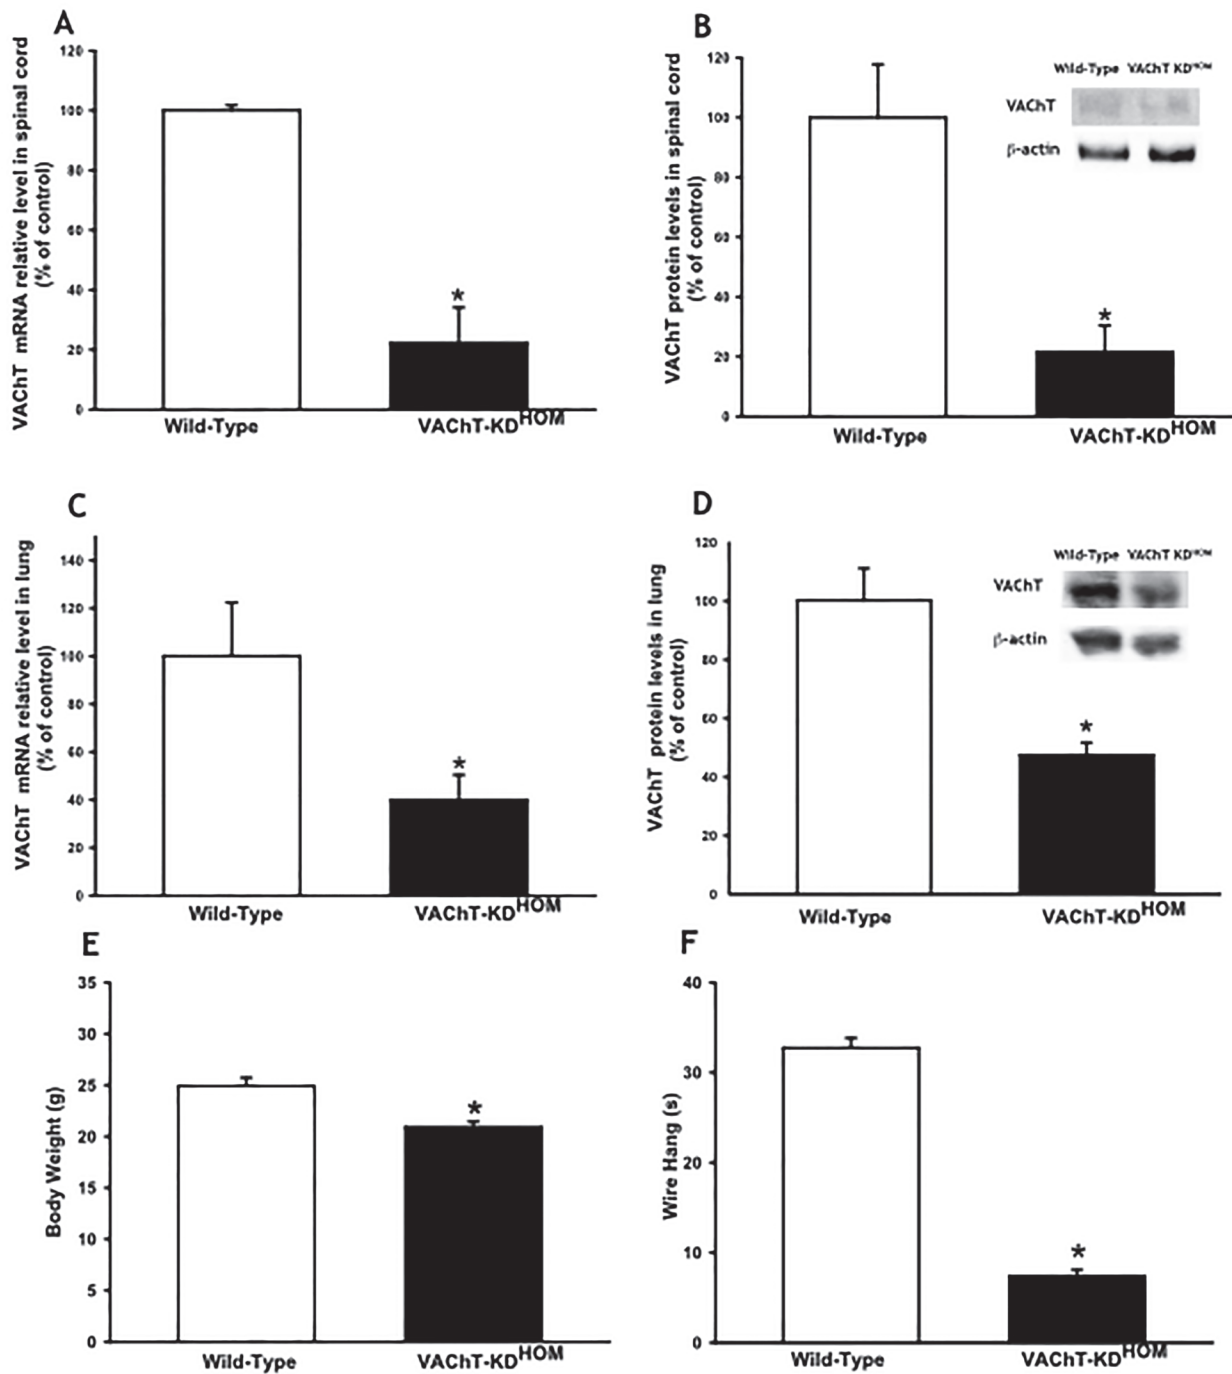 A
VAChT mRNA relative level in spinal cord
(% of control)
120
100
80
60
40
20
0
*
Wild-Type
VAChT-KDHOM
B
VAChT protein levels in spinal cord
(% of control)
120
100
80
60
40
20
0
*
Wild-Type VAChT KDHOM
VAChT
β-actin
Wild-Type
VAChT-KDHOM
C
VAChT mRNA relative level in lung
(% of control)
140
120
100
80
60
40
20
0
*
Wild-Type
VAChT-KDHOM
D
VAChT protein levels in lung
(% of control)
120
100
80
60
40
20
0
*
Wild-Type VAChT KDHOM
VAChT
β-actin
Wild-Type
VAChT-KDHOM
E
Body Weight (g)
35
30
25
20
15
10
5
0
*
Wild-Type
VAChT-KDHOM
F
Wire Hang (s)
40
30
20
10
0
*
Wild-Type
VAChT-KDHOM